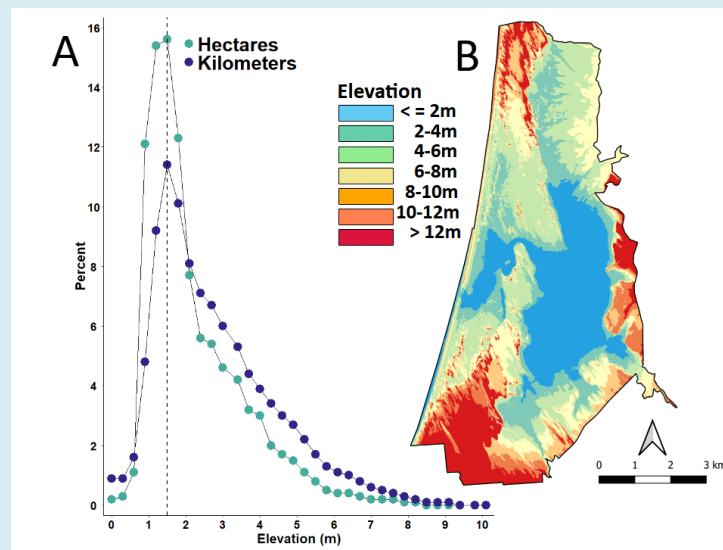 A
16
14
12
10
8
6
4
2
0
Percent
0 1 2 3 4 5 6 7 8 9 10
Elevation (m)
Hectares
Kilometers
Elevation
< = 2m
2-4m
4-6m
6-8m
8-10m
10-12m
> 12m
B
0 1 2 3 km